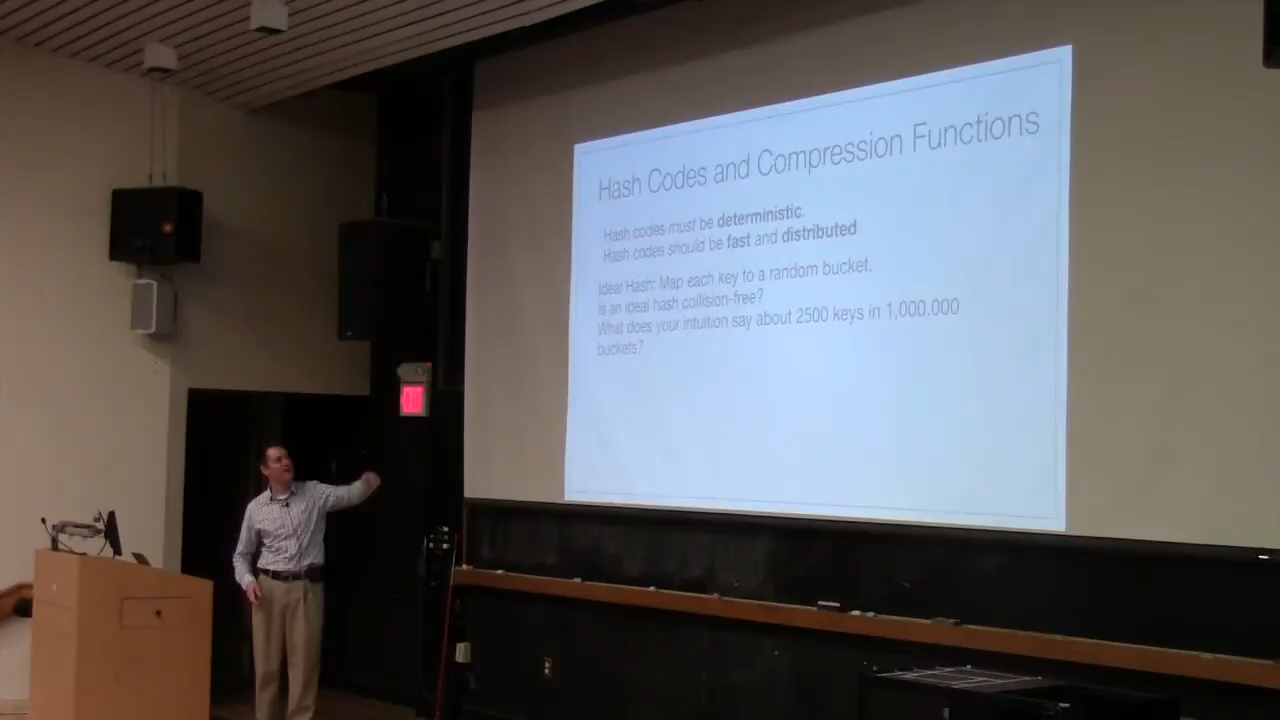 Hash Codes and Compression Functions
Hash codes must be deterministic.
Hash codes should be fast and distributed
Ideal Hash: Map each key to a random bucket.
Is an ideal hash collision-free?
What does your intuition say about 2500 keys in 1,000,000
buckets?